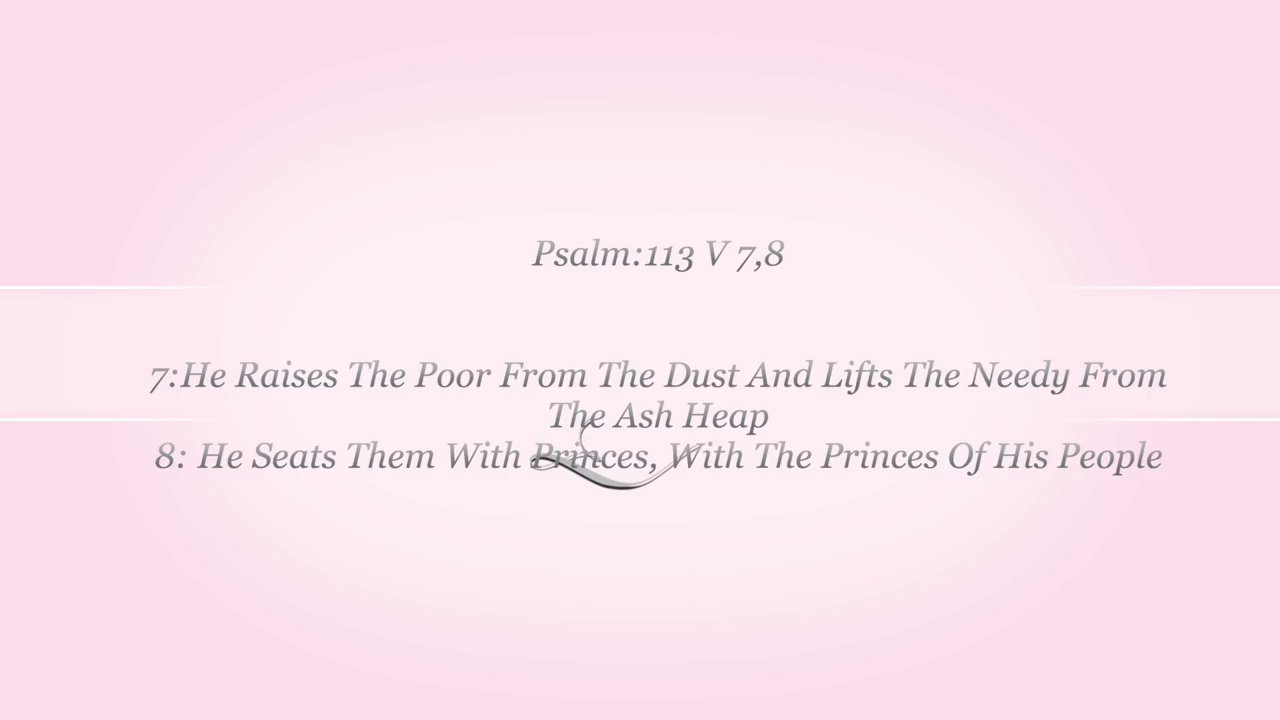 Psalm:113 V 7,8
7:He Raises The Poor From The Dust And Lifts The Needy From
The Ash Heap
8: He Seats Them With Princes, With The Princes Of His People